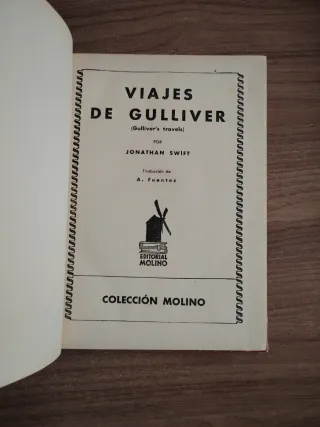 VIAJES
DE GULLIVER
(Gulliver's travels)
POR
JONATHAN SWIFT
Traducción de
A. Fuentes
EDITORIAL
MOLINO
COLECCIÓN MOLINO